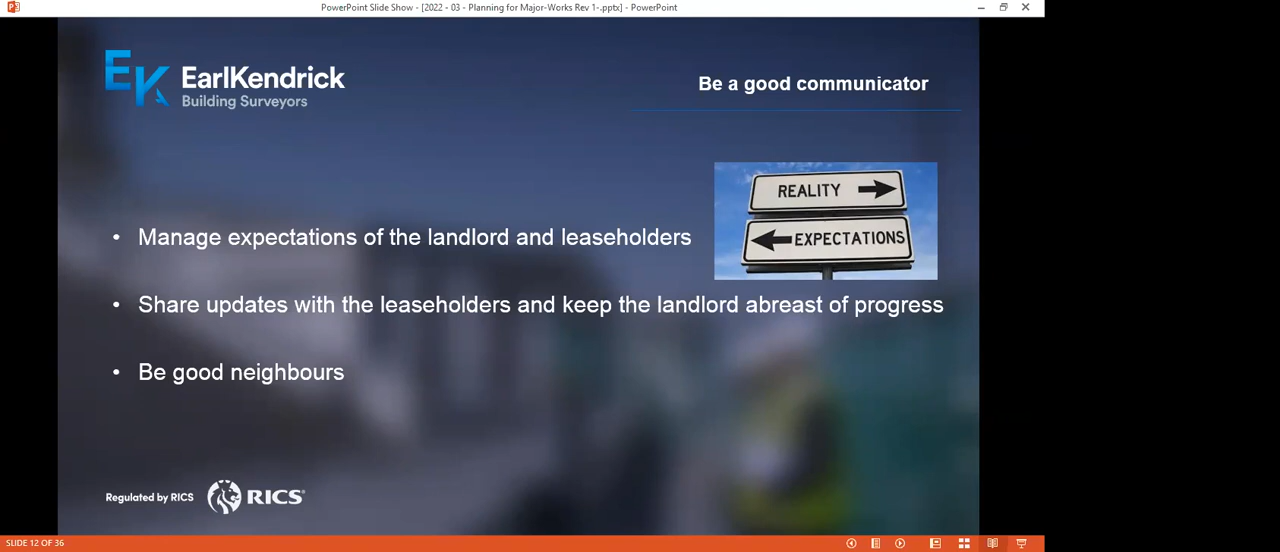 PowerPoint Slide Show - [2022 - 03 - Planning for Major-Works Rev 1-.pptx] - PowerPoint
EK EarlKendrick
Building Surveyors
Be a good communicator
REALITY
EXPECTATIONS
• Manage expectations of the landlord and leaseholders
• Share updates with the leaseholders and keep the landlord abreast of progress
• Be good neighbours
Regulated by RICS RICS
SLIDE 12 OF 36